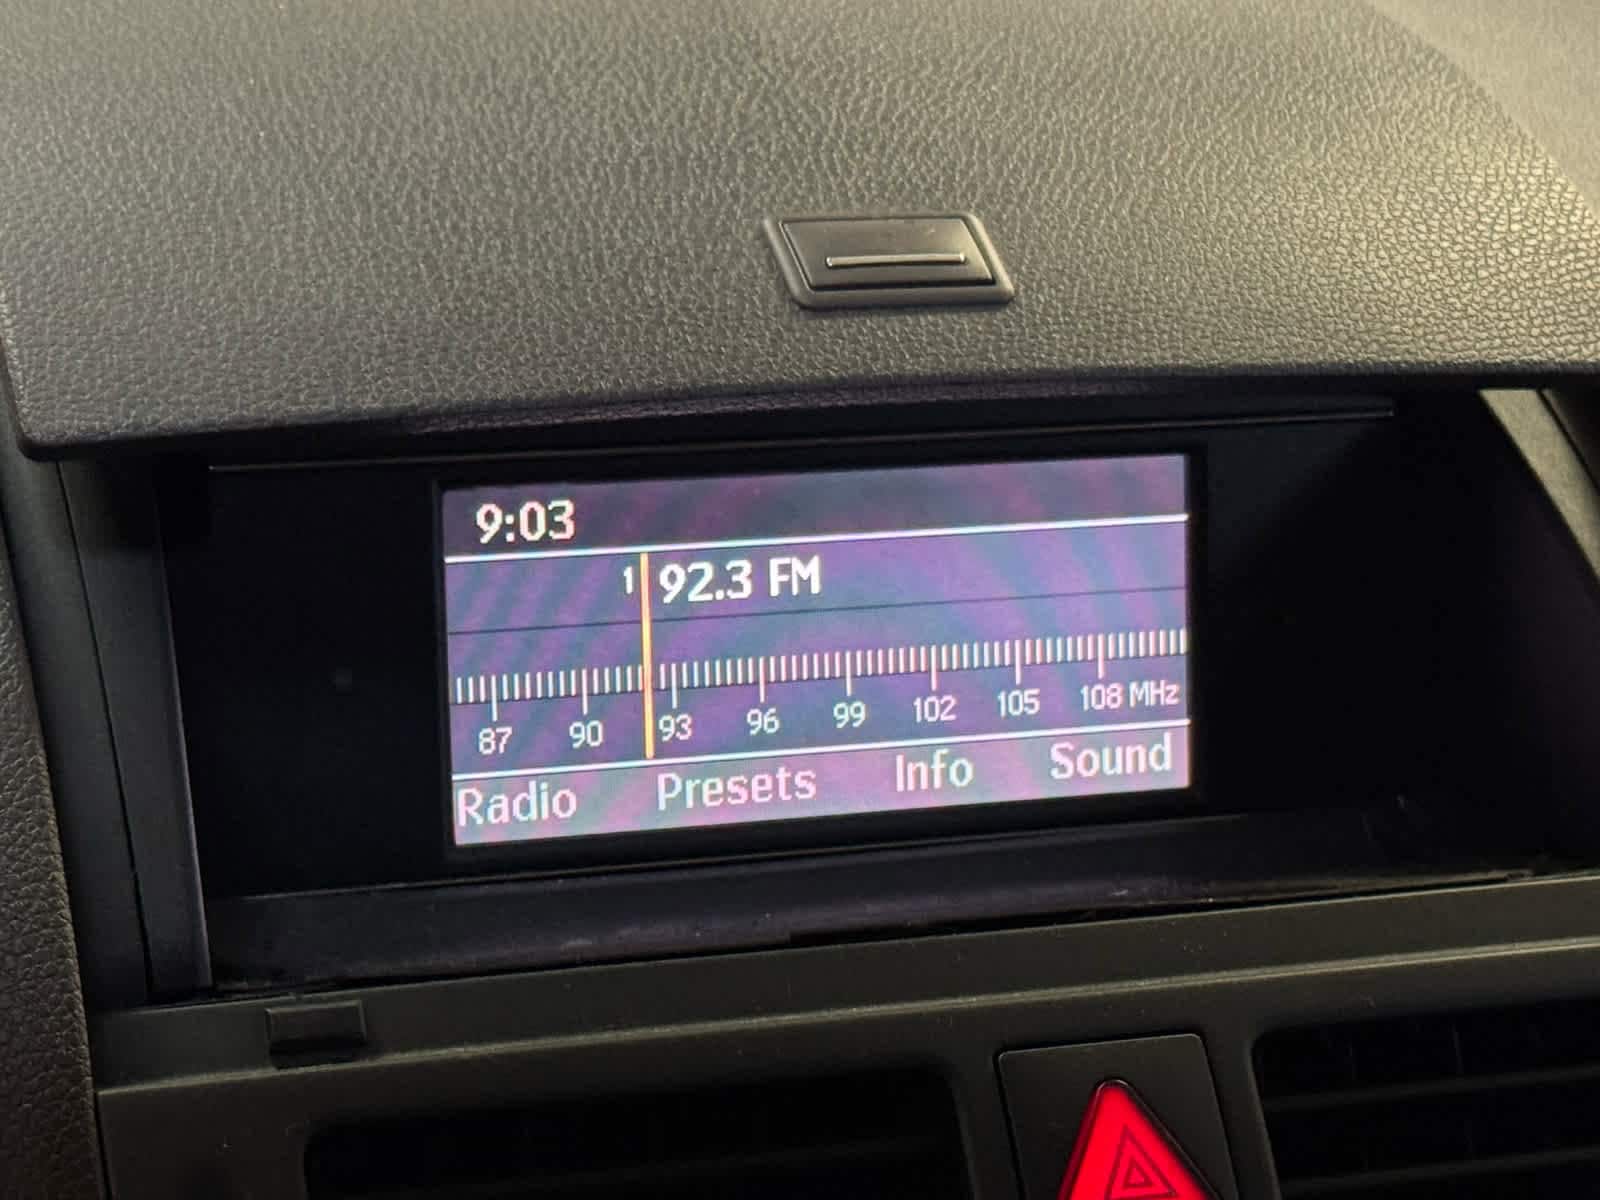 9:03
1 92.3 FM
87 90 93 96 99 102 105 108 MHz
Radio Presets Info Sound